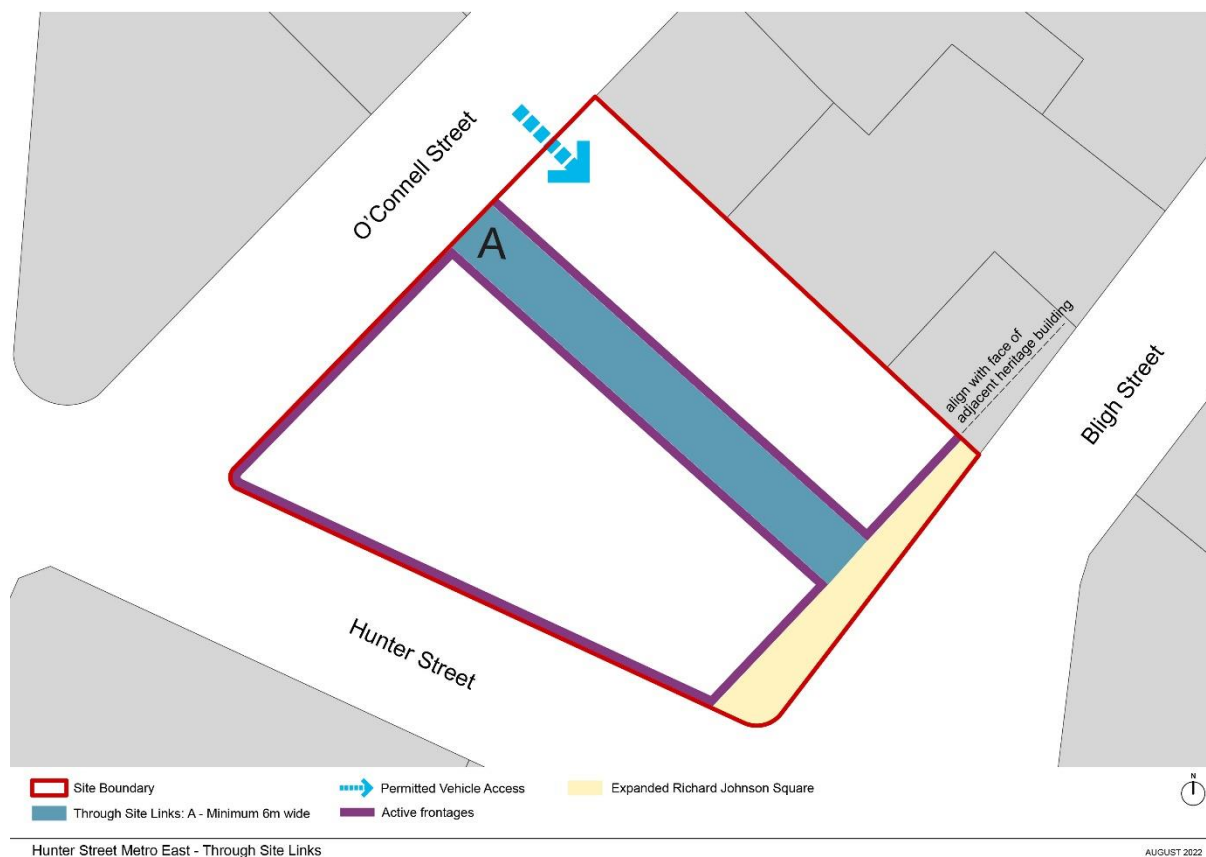 O'Connell Street
A
align with face of
adjacent heritage building
Bligh Street
Hunter Street
Site Boundary
Permitted Vehicle Access
Expanded Richard Johnson Square
N
Through Site Links: A - Minimum 6m wide
Active frontages
Hunter Street Metro East - Through Site Links
AUGUST 2022